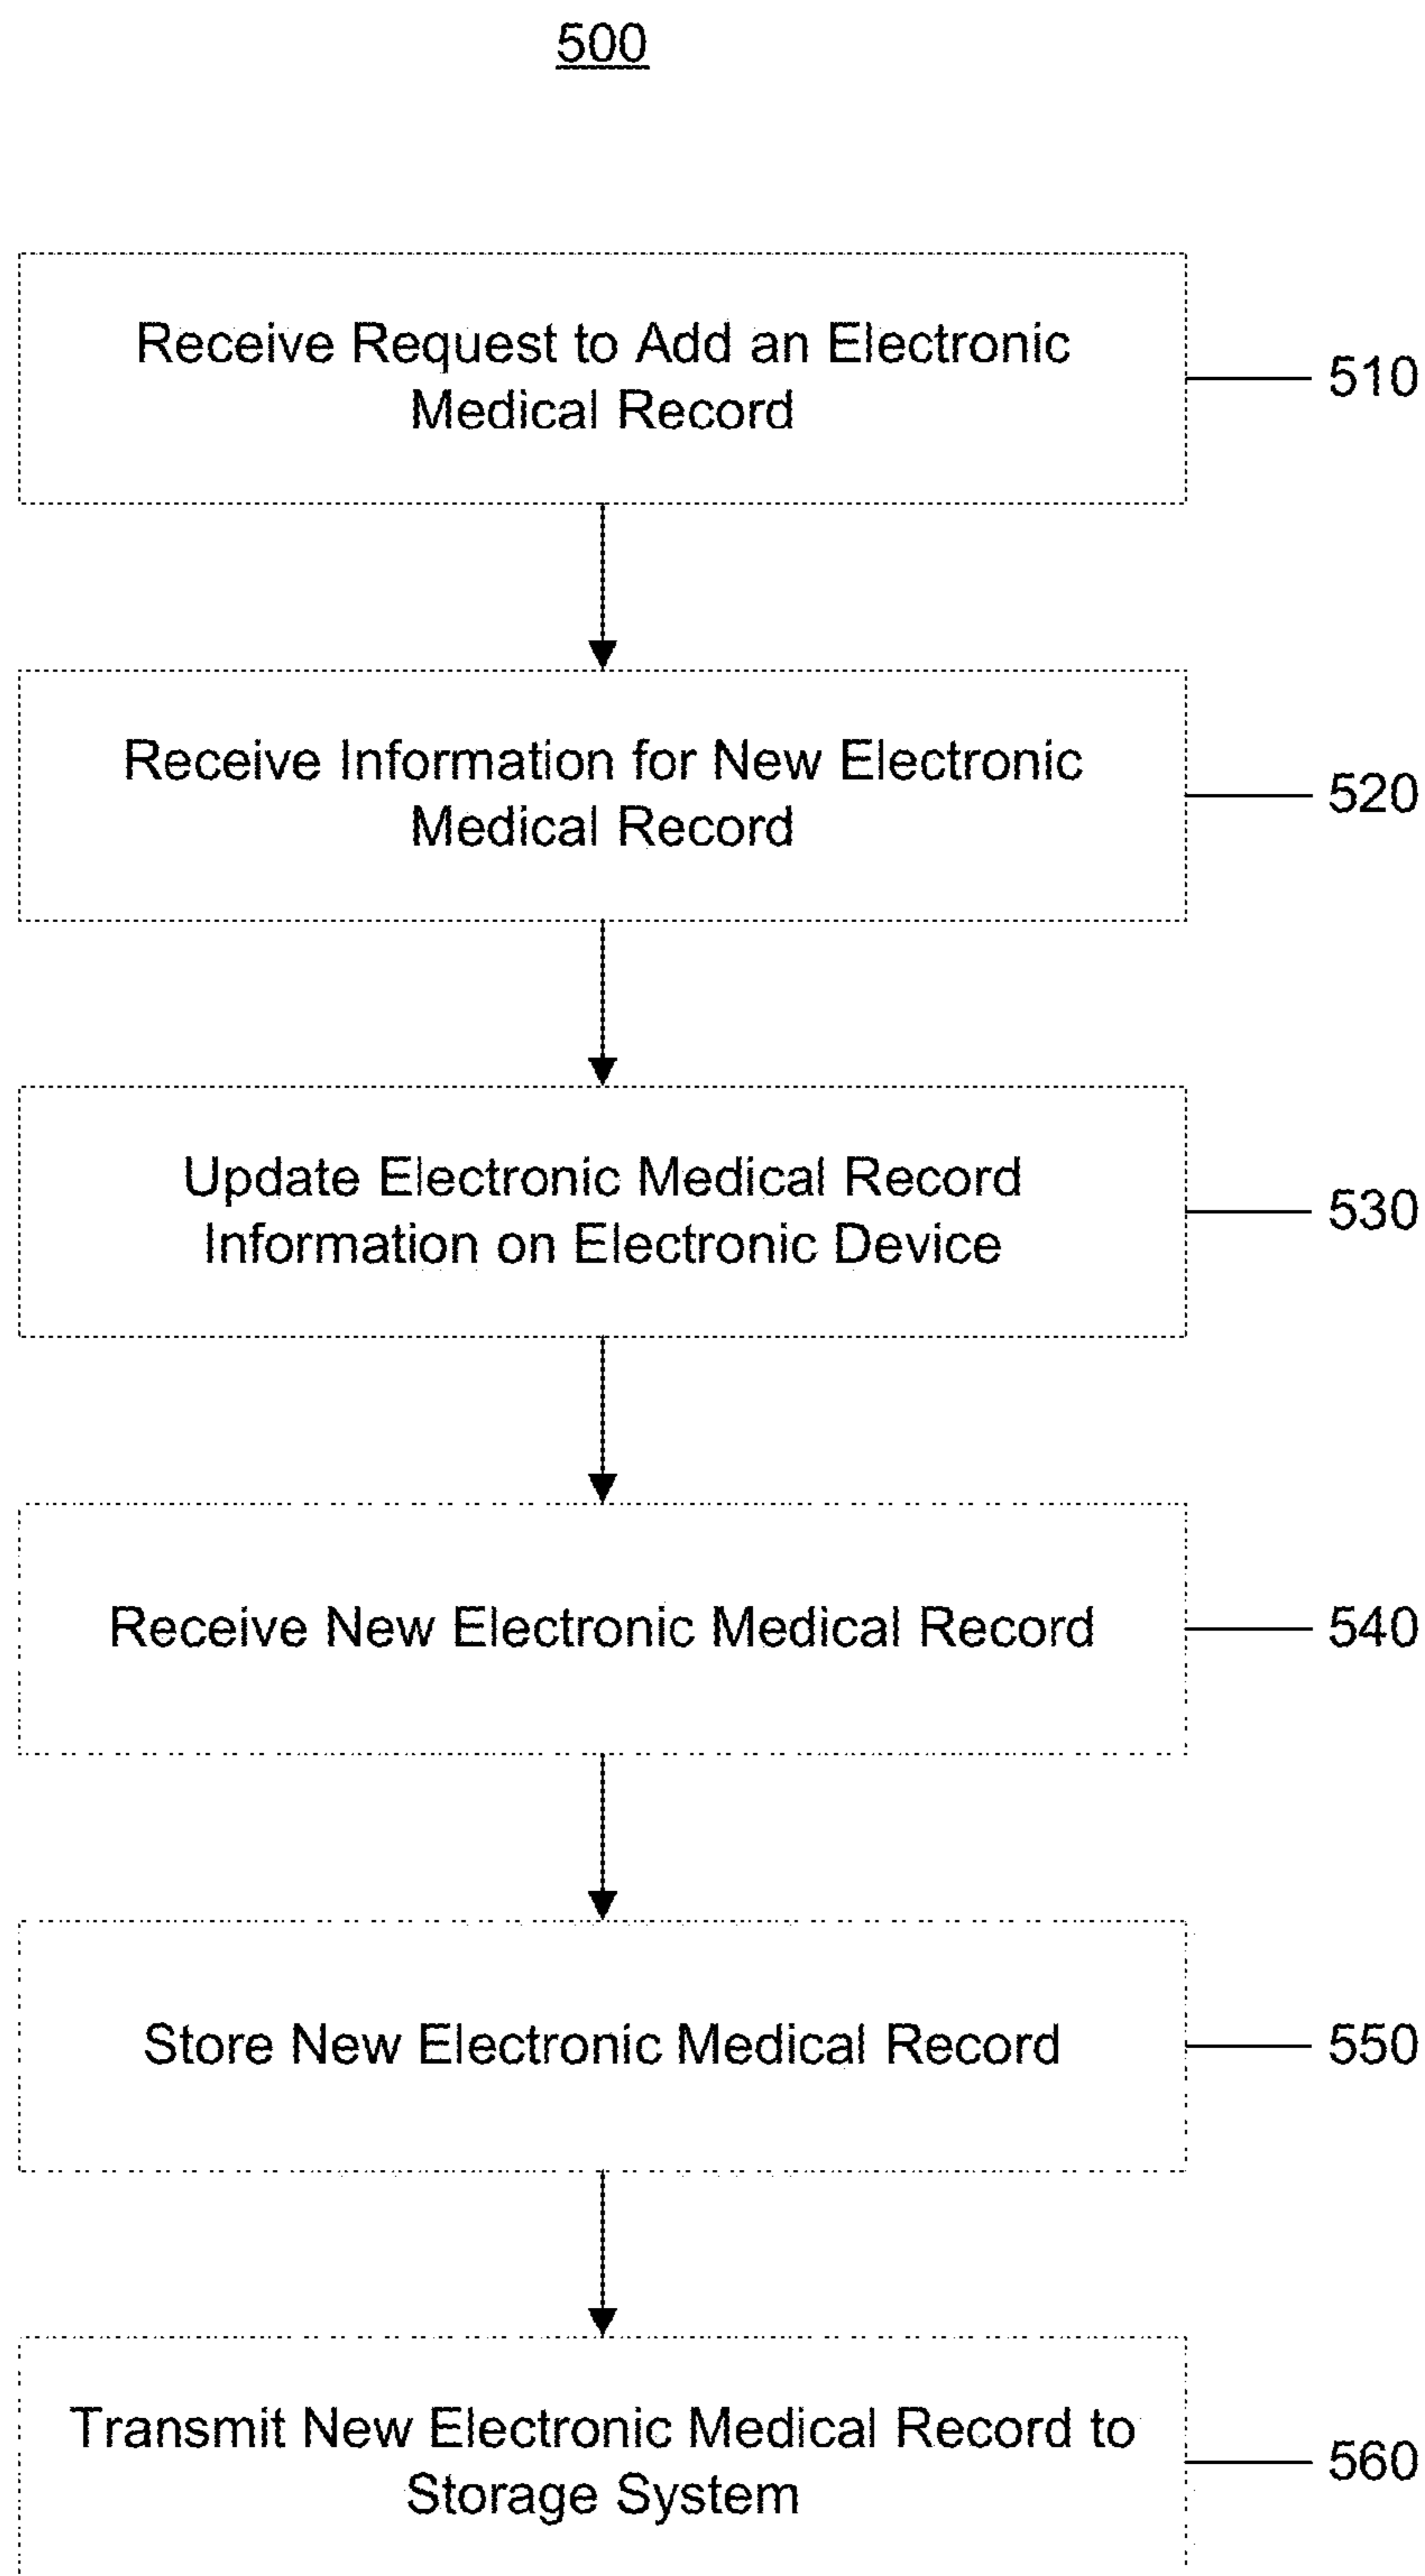 500
Receive Request to Add an Electronic
Medical Record
510
Receive Information for New Electronic
Medical Record
520
Update Electronic Medical Record
Information on Electronic Device
530
Receive New Electronic Medical Record
540
Store New Electronic Medical Record
550
Transmit New Electronic Medical Record to
Storage System
560